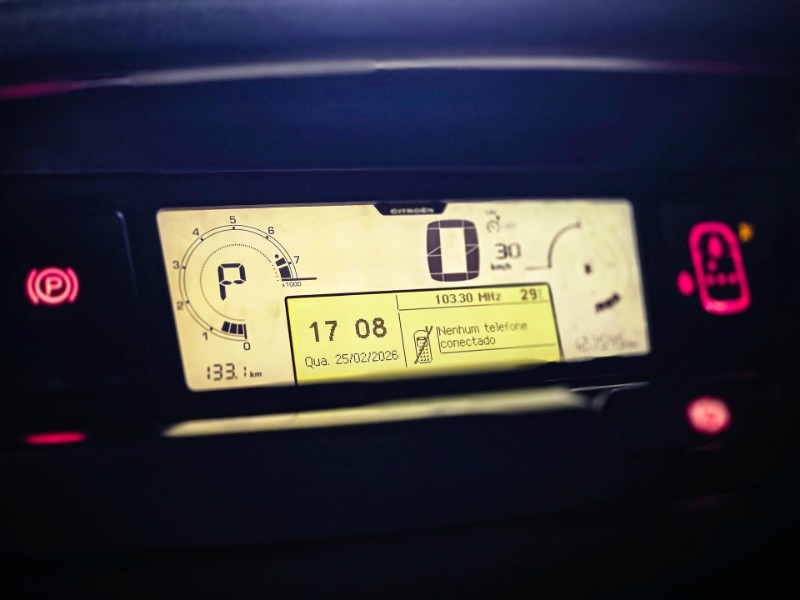 CITROËN
0 1 2 3 4 5 6 7
x1000
P
133.1 km
0
30
km/h
103.30 MHz 29
17 08
Qua. 25/02/2026
Nenhum telefone
conectado
P